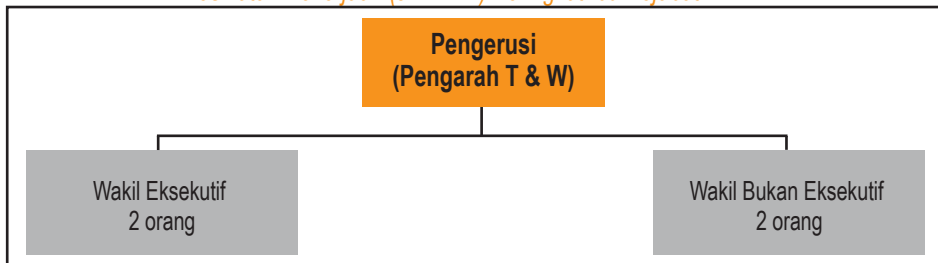 Pengerusi
(Pengarah T & W)
Wakil Eksekutif
2 orang
Wakil Bukan Eksekutif
2 orang